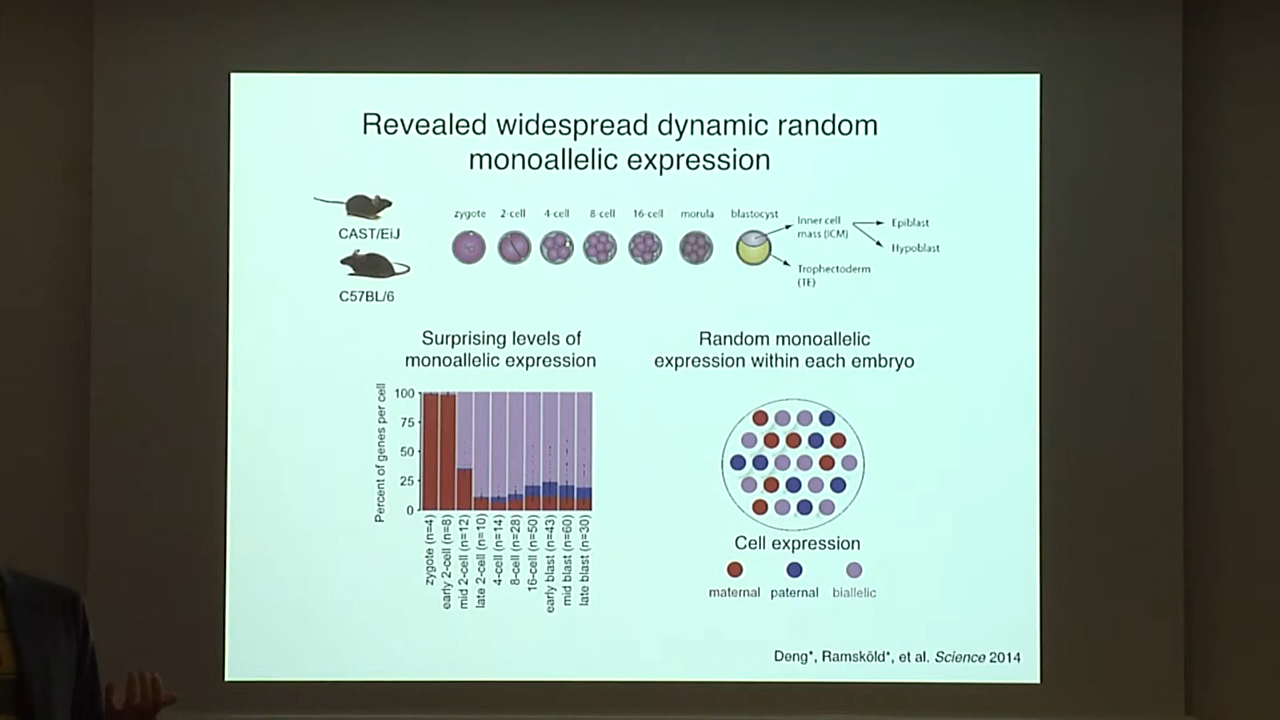 Revealed widespread dynamic random
monoallelic expression
CAST/EiJ
C57BL/6
zygote
2-cell
4-cell
8-cell
16-cell
morula
blastocyst
Inner cell
mass (ICM)
Epiblast
Hypoblast
Trophectoderm
(TE)
Surprising levels of
monoallelic expression
Percent of genes per cell
100
75
50
25
0
zygote (n=4)
early 2-cell (n=8)
mid 2-cell (n=12)
late 2-cell (n=10)
4-cell (n=14)
8-cell (n=28)
16-cell (n=50)
early blast (n=43)
mid blast (n=60)
late blast (n=30)
Random monoallelic
expression within each embryo
Cell expression
maternal
paternal
biallelic
Deng*, Ramsköld*, et al. Science 2014